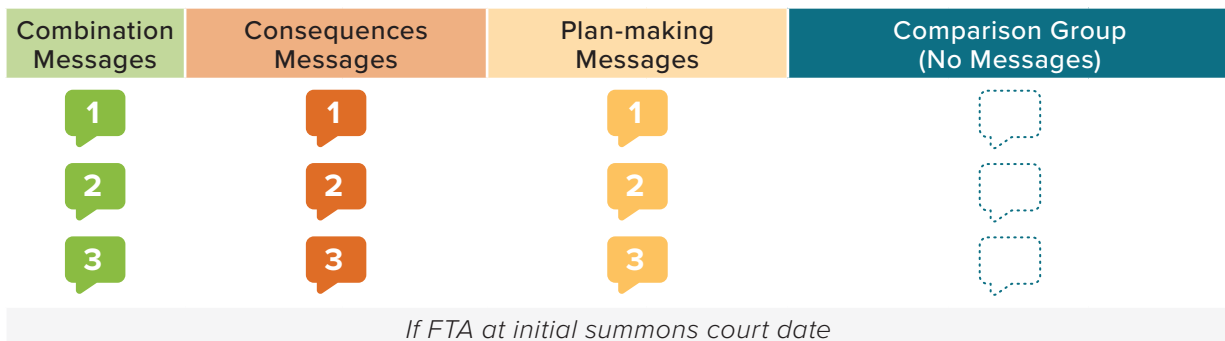 Combination
Messages
Consequences
Messages
Plan-making
Messages
Comparison Group
(No Messages)
1 1 1
2 2 2
3 3 3
If FTA at initial summons court date